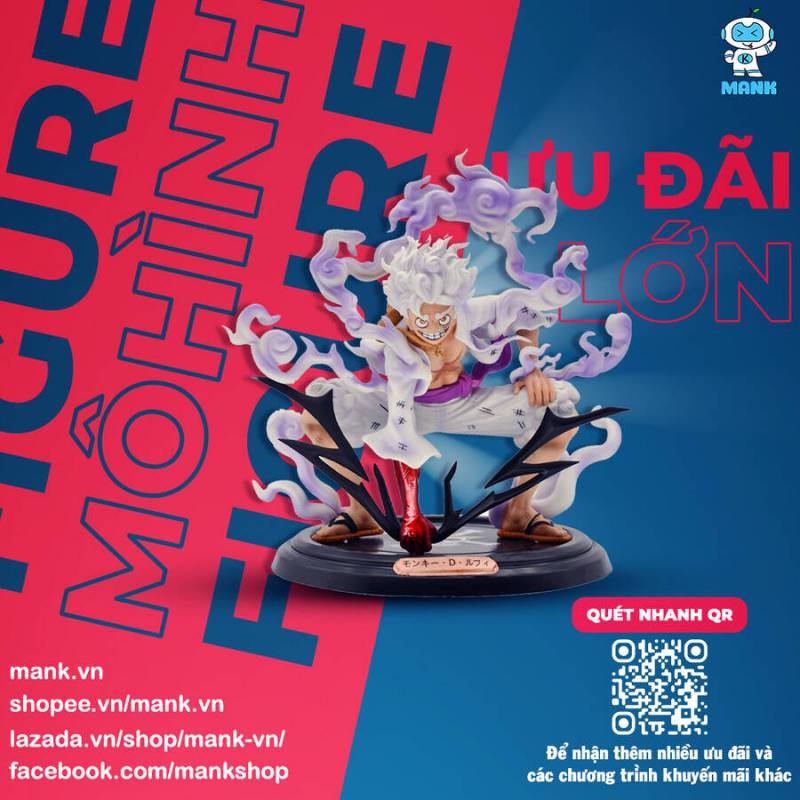 FIGURE
MÔ HÌNH
FIGURE
MANK
ƯU ĐÃI
LỚN
モンキー・D・ルフィ
QUÉT NHANH QR
mank.vn
shopee.vn/mank.vn
lazada.vn/shop/mank-vn/
facebook.com/mankshop
Để nhận thêm nhiều ưu đãi và
các chương trình khuyến mãi khác